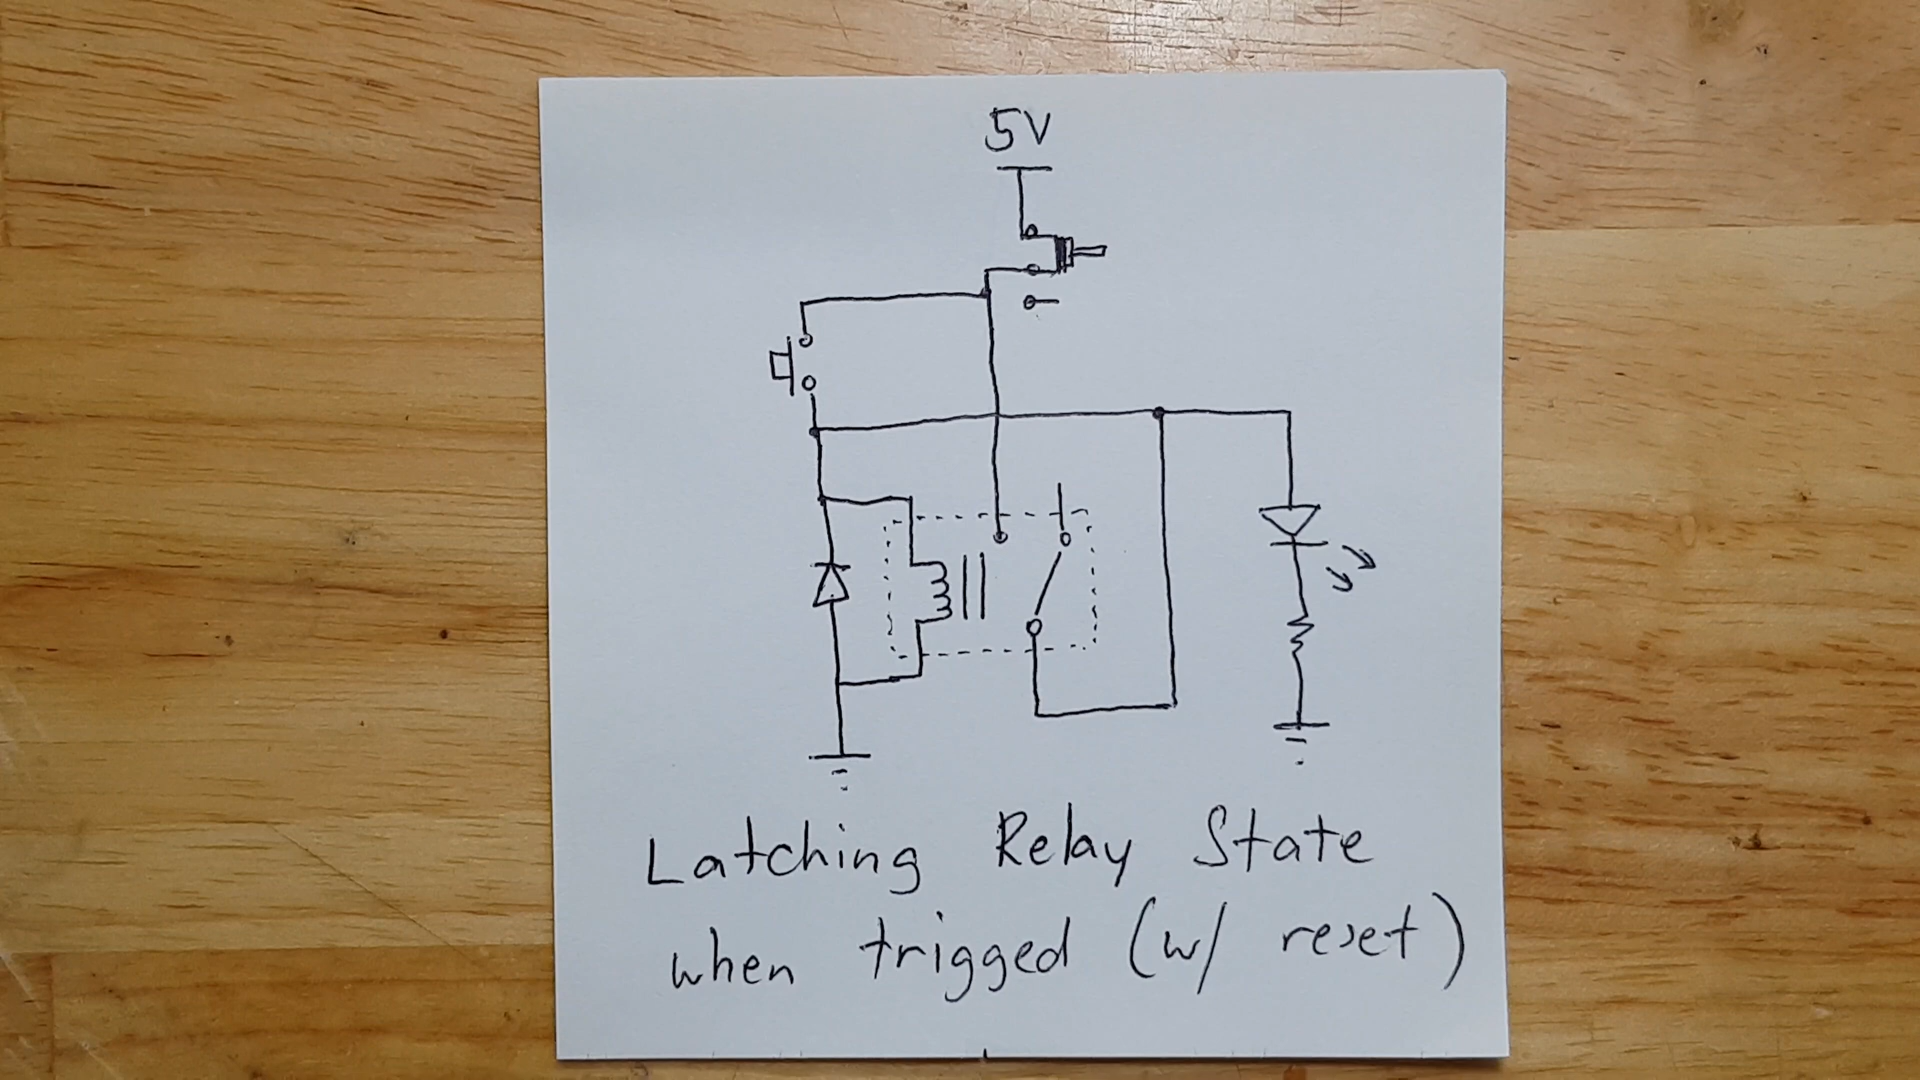 5V
Latching Relay State
when trigged (w/ reset)